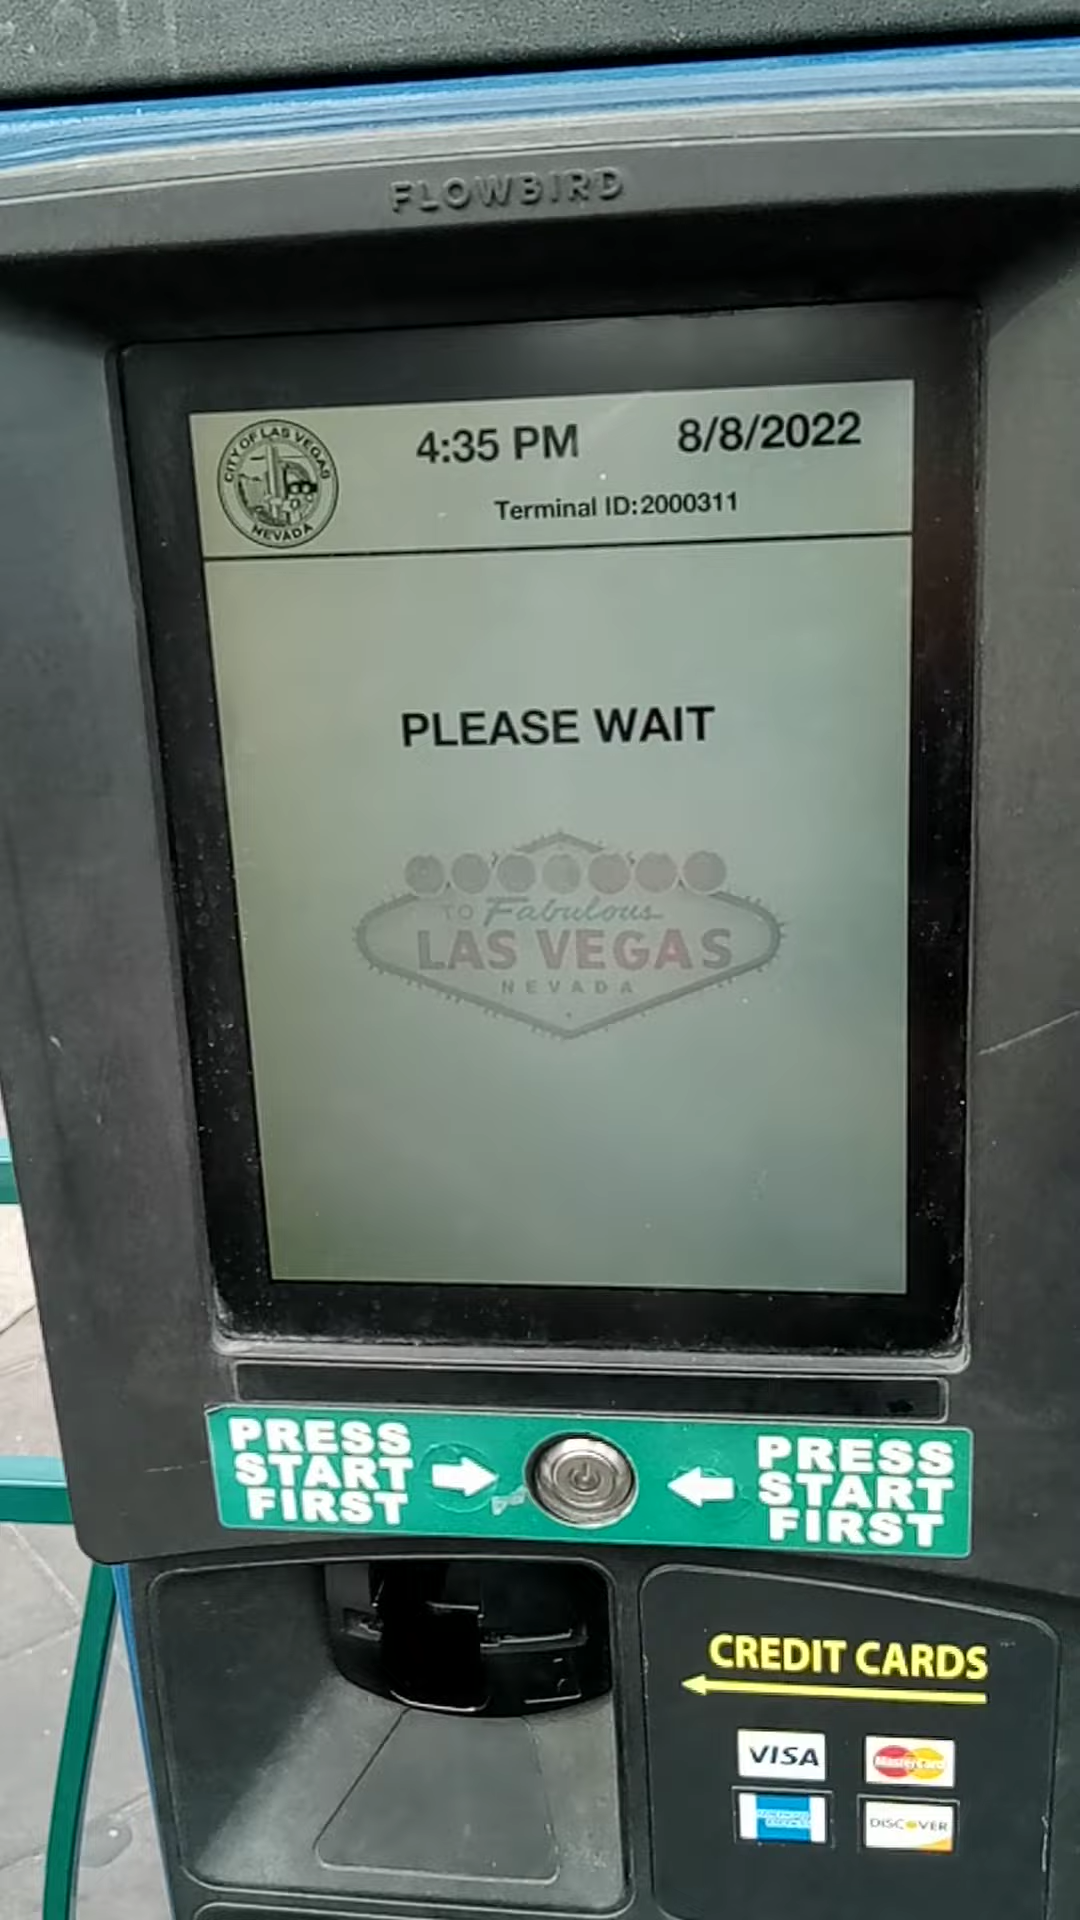 FLOWBIRD
CITY OF LAS VEGAS
NEVADA
4:35 PM 8/8/2022
Terminal ID:2000311
PLEASE WAIT
TO Fabulous
LAS VEGAS
NEVADA
PRESS
START
FIRST
PRESS
START
FIRST
CREDIT CARDS
VISA
MasterCard
DISCOVER